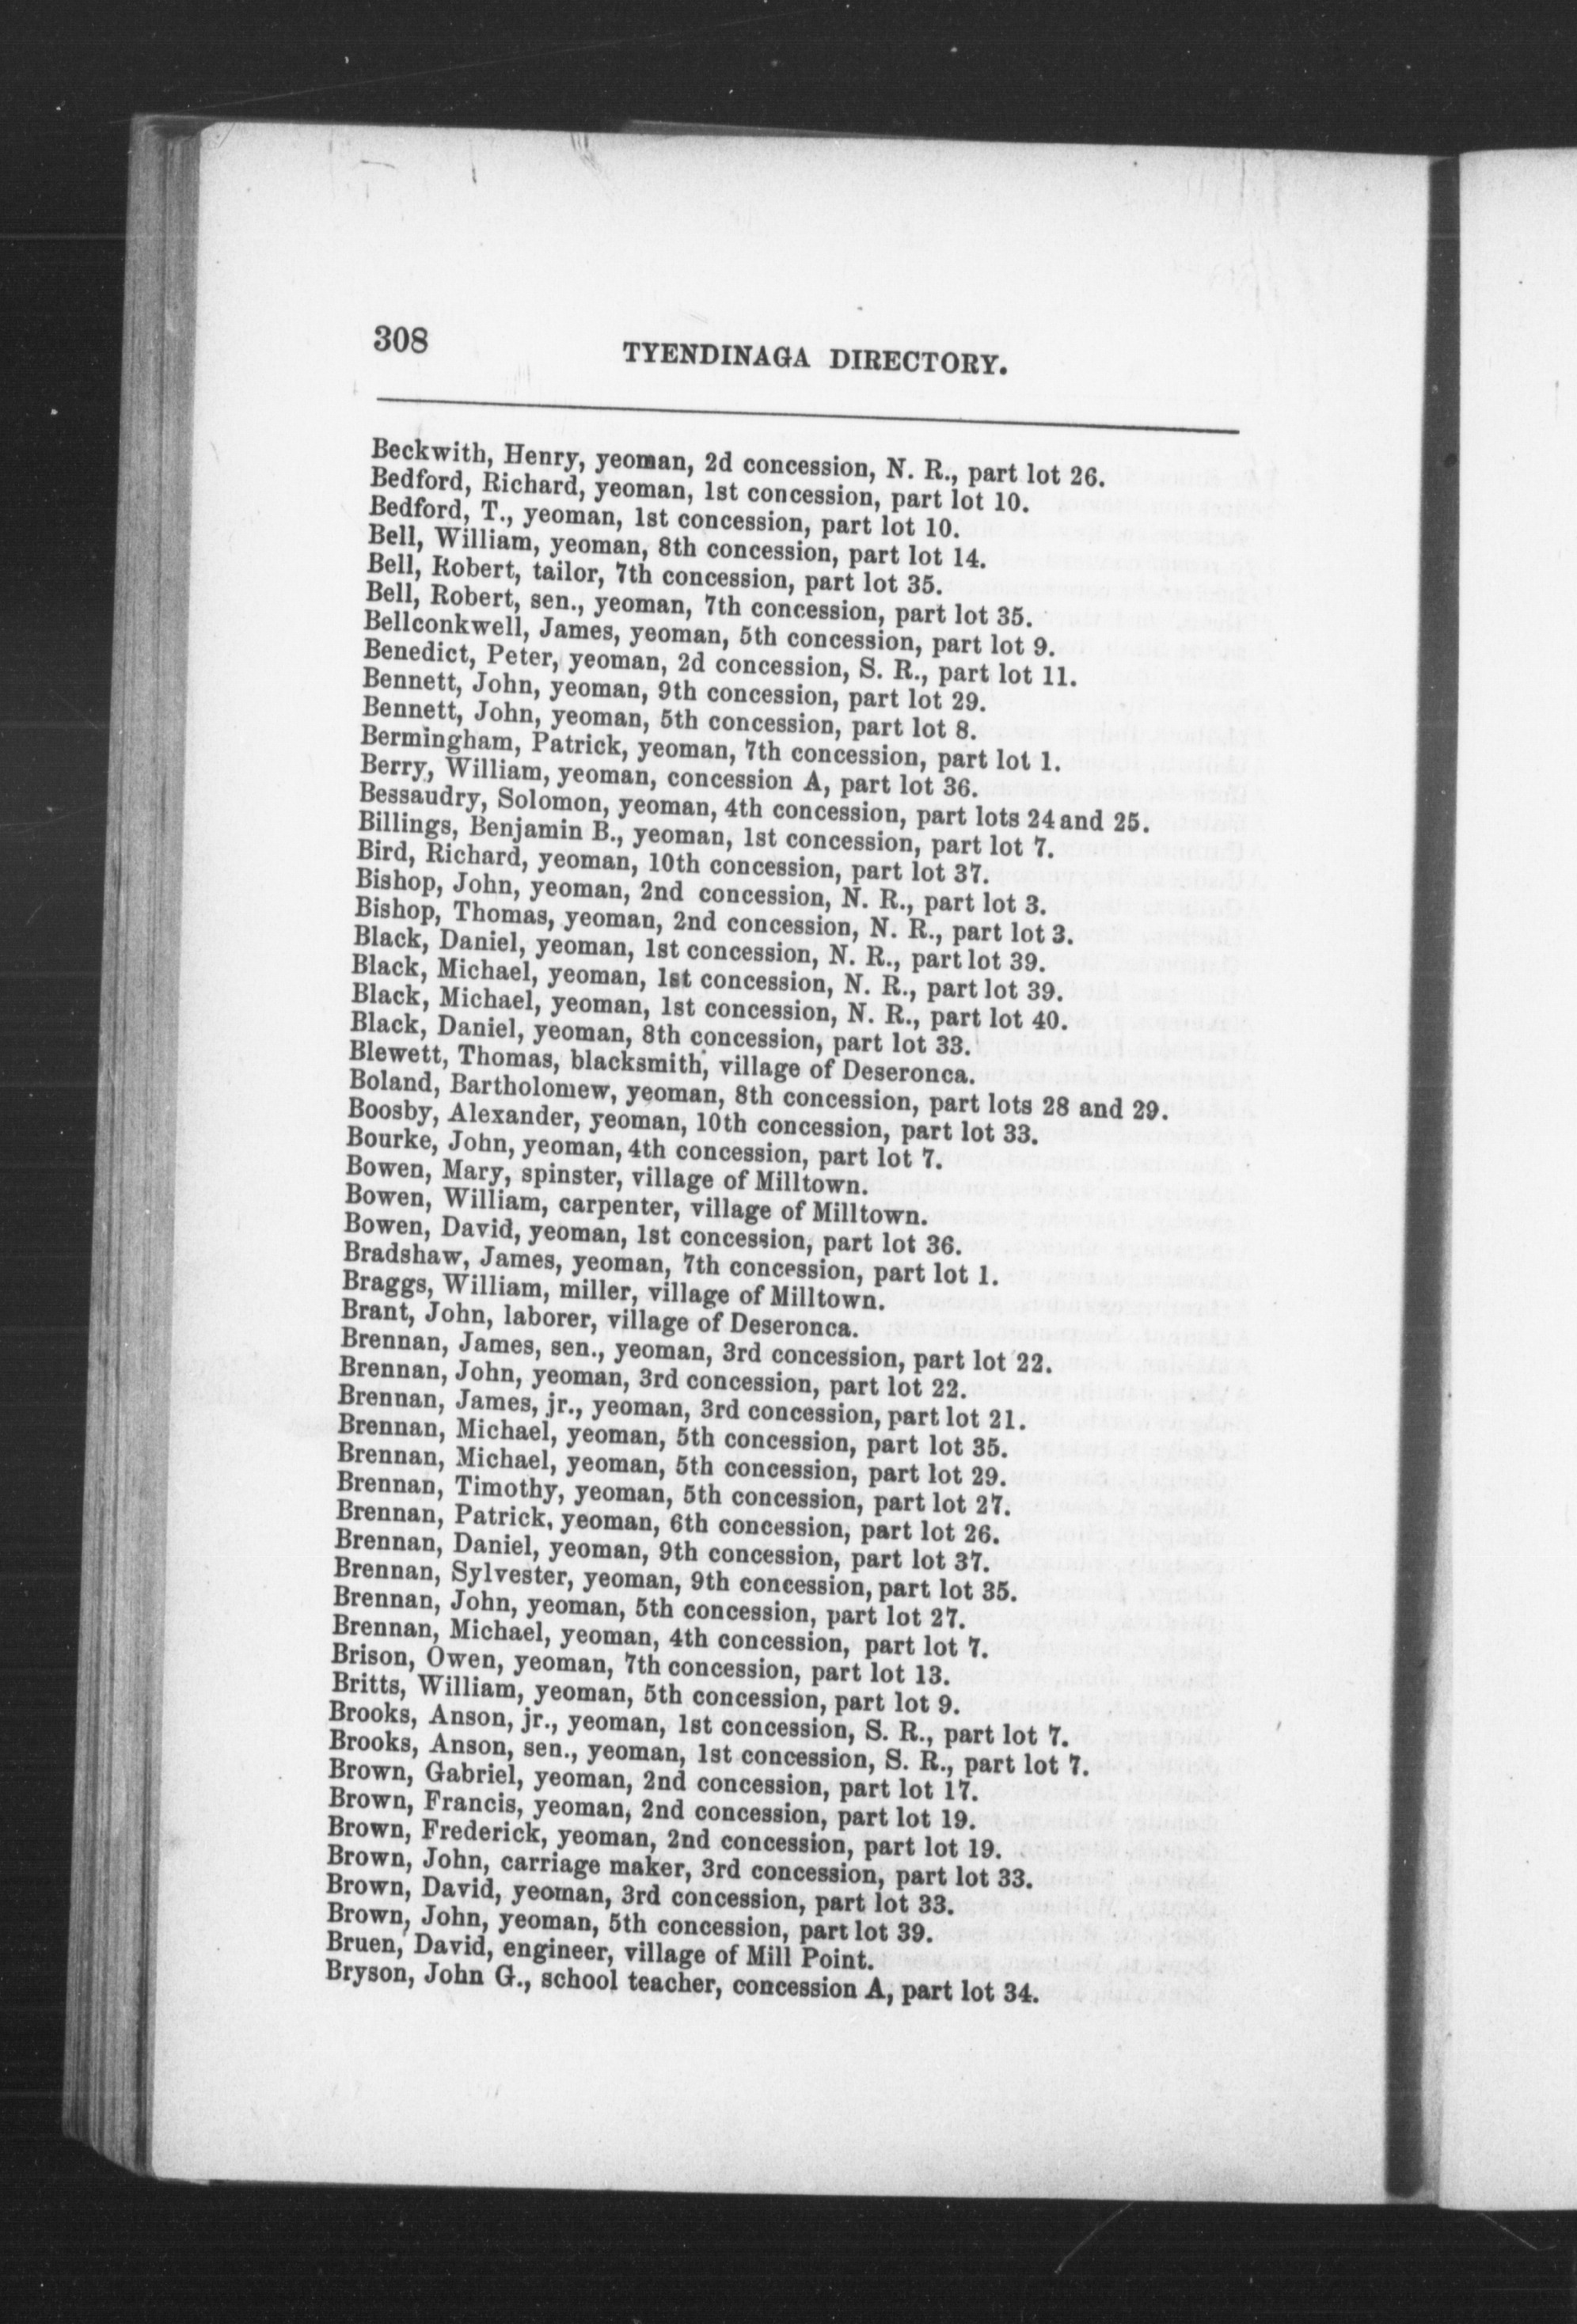 308
TYENDINAGA DIRECTORY.
Beckwith, Henry, yeoman, 2d concession, N. R., part lot 26.
Bedford, Richard, yeoman, 1st concession, part lot 10.
Bedford, T., yeoman, 1st concession, part lot 10.
Bell, William, yeoman, 8th concession, part lot 14.
Bell, Robert, tailor, 7th concession, part lot 35.
Bell, Robert, sen., yeoman, 7th concession, part lot 35.
Bellconkwell, James, yeoman, 5th concession, part lot 9.
Benedict, Peter, yeoman, 2d concession, S. R., part lot 11.
Bennett, John, yeoman, 9th concession, part lot 29.
Bennett, John, yeoman, 5th concession, part lot 8.
Bermingham, Patrick, yeoman, 7th concession, part lot 1.
Berry, William, yeoman, concession A, part lot 36.
Bessaudry, Solomon, yeoman, 4th concession, part lots 24 and 25.
Billings, Benjamin B., yeoman, 1st concession, part lot 7.
Bird, Richard, yeoman, 10th concession, part lot 37.
Bishop, John, yeoman, 2nd concession, N. R., part lot 3.
Bishop, Thomas, yeoman, 2nd concession, N. R., part lot 3.
Black, Daniel, yeoman, 1st concession, N. R., part lot 39.
Black, Michael, yeoman, 1st concession, N. R., part lot 39.
Black, Michael, yeoman, 1st concession, N. R., part lot 40.
Black, Daniel, yeoman, 8th concession, part lot 33.
Blewett, Thomas, blacksmith, village of Deseronca.
Boland, Bartholomew, yeoman, 8th concession, part lots 28 and 29.
Boosby, Alexander, yeoman, 10th concession, part lot 33.
Bourke, John, yeoman, 4th concession, part lot 7.
Bowen, Mary, spinster, village of Milltown.
Bowen, William, carpenter, village of Milltown.
Bowen, David, yeoman, 1st concession, part lot 36.
Bradshaw, James, yeoman, 7th concession, part lot 1.
Braggs, William, miller, village of Milltown.
Brant, John, laborer, village of Deseronca.
Brennan, James, sen., yeoman, 3rd concession, part lot 22.
Brennan, John, yeoman, 3rd concession, part lot 22.
Brennan, James, jr., yeoman, 3rd concession, part lot 21.
Brennan, Michael, yeoman, 5th concession, part lot 35.
Brennan, Michael, yeoman, 5th concession, part lot 29.
Brennan, Timothy, yeoman, 5th concession, part lot 27.
Brennan, Patrick, yeoman, 6th concession, part lot 26.
Brennan, Daniel, yeoman, 9th concession, part lot 37.
Brennan, Sylvester, yeoman, 9th concession, part lot 35.
Brennan, John, yeoman, 5th concession, part lot 27.
Brennan, Michael, yeoman, 4th concession, part lot 7.
Brison, Owen, yeoman, 7th concession, part lot 13.
Britts, William, yeoman, 5th concession, part lot 9.
Brooks, Anson, jr., yeoman, 1st concession, S. R., part lot 7.
Brooks, Anson, sen., yeoman, 1st concession, S. R., part lot 7.
Brown, Gabriel, yeoman, 2nd concession, part lot 17.
Brown, Francis, yeoman, 2nd concession, part lot 19.
Brown, Frederick, yeoman, 2nd concession, part lot 19.
Brown, John, carriage maker, 3rd concession, part lot 33.
Brown, David, yeoman, 3rd concession, part lot 33.
Brown, John, yeoman, 5th concession, part lot 39.
Bruen, David, engineer, village of Mill Point.
Bryson, John G., school teacher, concession A, part lot 34.